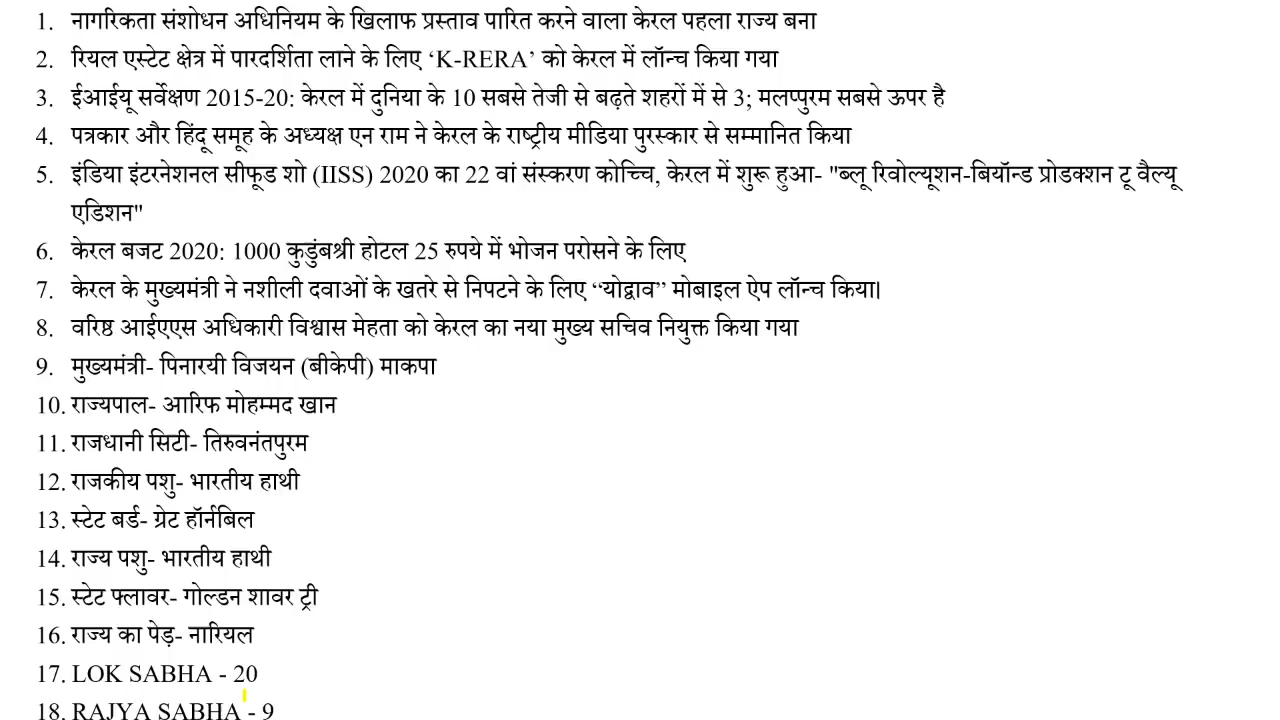 1. नागरिकता संशोधन अधिनियम के खिलाफ प्रस्ताव पारित करने वाला केरल पहला राज्य बना
2. रियल एस्टेट क्षेत्र में पारदर्शिता लाने के लिए ‘K-RERA’ को केरल में लॉन्च किया गया
3. ईआईयू सर्वेक्षण 2015-20: केरल में दुनिया के 10 सबसे तेजी से बढ़ते शहरों में से 3; मलप्पुरम सबसे ऊपर है
4. पत्रकार और हिंदू समूह के अध्यक्ष एन राम ने केरल के राष्ट्रीय मीडिया पुरस्कार से सम्मानित किया
5. इंडिया इंटरनेशनल सीफूड शो (IISS) 2020 का 22 वां संस्करण कोच्चि, केरल में शुरू हुआ- "ब्लू रिवोल्यूशन-बियॉन्ड प्रोडक्शन टू वैल्यू
एडिशन"
6. केरल बजट 2020: 1000 कुडुंबश्री होटल 25 रुपये में भोजन परोसने के लिए
7. केरल के मुख्यमंत्री ने नशीली दवाओं के खतरे से निपटने के लिए “योद्धाव” मोबाइल ऐप लॉन्च किया।
8. वरिष्ठ आईएएस अधिकारी विश्वास मेहता को केरल का नया मुख्य सचिव नियुक्त किया गया
9. मुख्यमंत्री- पिनारयी विजयन (बीकेपी) माकपा
10. राज्यपाल- आरिफ मोहम्मद खान
11. राजधानी सिटी- तिरुवनंतपुरम
12. राजकीय पशु- भारतीय हाथी
13. स्टेट बर्ड- ग्रेट हॉर्नबिल
14. राज्य पशु- भारतीय हाथी
15. स्टेट फ्लावर- गोल्डन शावर ट्री
16. राज्य का पेड़- नारियल
17. LOK SABHA - 20
18. RAJYA SABHA - 9